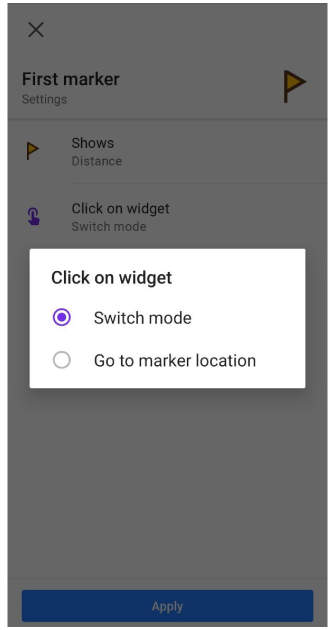 First marker
Settings
Shows
Distance
Click on widget
Switch mode
Click on widget
Switch mode
Go to marker location
Apply